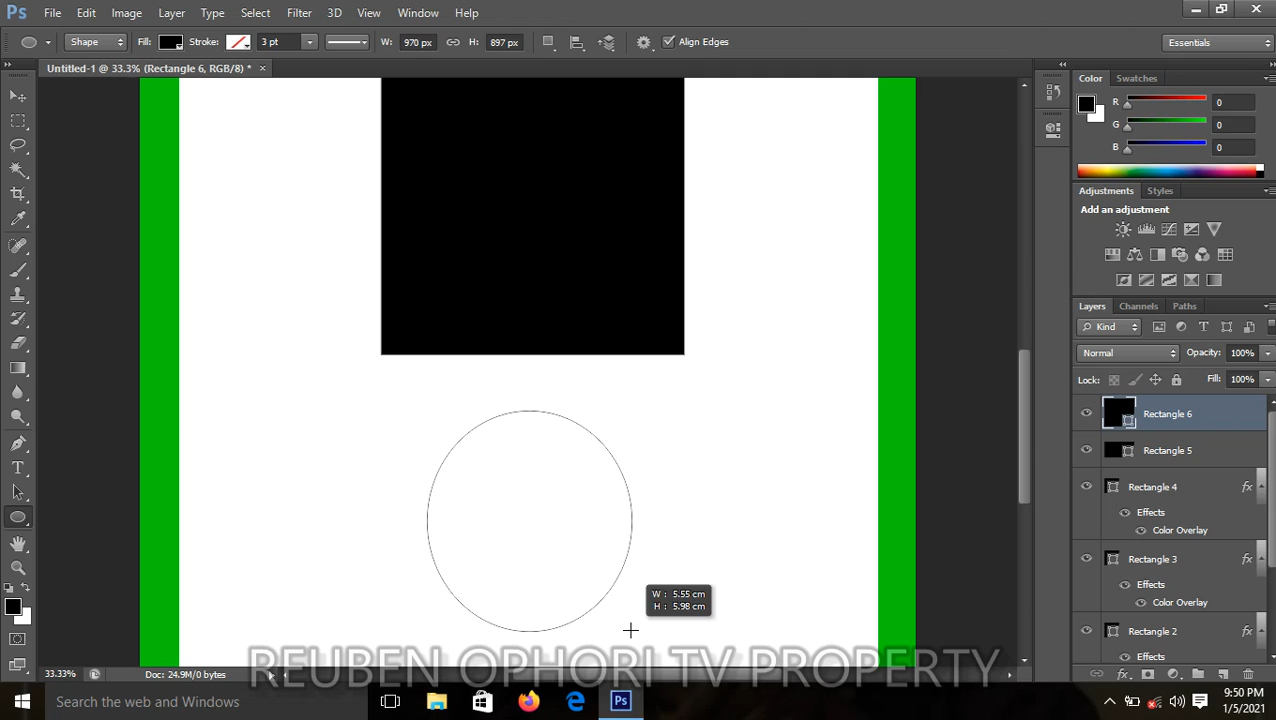 Ps File Edit Image Layer Type Select Filter 3D View Window Help
Shape Fill: Stroke: 3 pt W: 970 px H: 897 px Align Edges Essentials
Untitled-1 @ 33.3% (Rectangle 6, RGB/8) *
Color Swatches
R 0
G 0
B 0
Adjustments Styles
Add an adjustment
Layers Channels Paths
Kind
Normal Opacity: 100%
Lock: Fill: 100%
Rectangle 6
Rectangle 5
Rectangle 4 fx
Effects
Color Overlay
Rectangle 3 fx
Effects
Color Overlay
Rectangle 2 fx
W : 5.55 cm
H : 5.98 cm
REUBEN OPHORI TV PROPERTY
33.33% Doc: 24.9M/0 bytes
Search the web and Windows
Ps
9:50 PM
1/5/2021